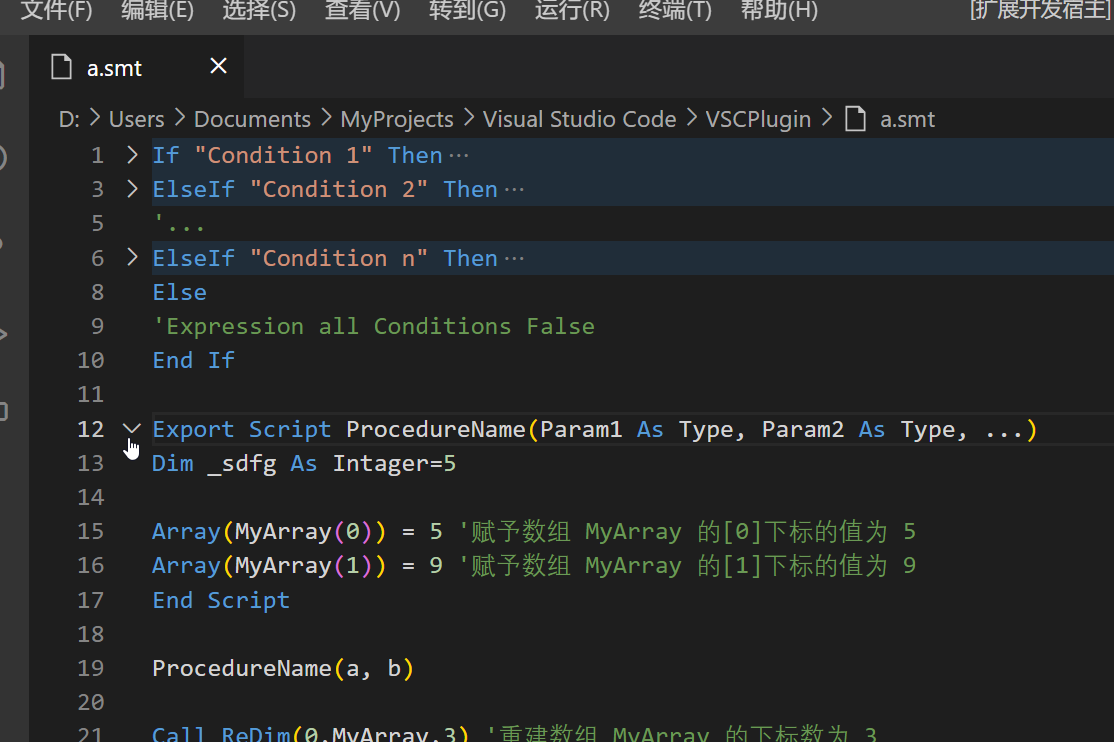 文件(F) 编辑(E) 选择(S) 查看(V) 转到(G) 运行(R) 终端(T) 帮助(H) [扩展开发宿主]
a.smt
D: > Users > Documents > MyProjects > Visual Studio Code > VSCPlugin > a.smt
1 If "Condition 1" Then···
3 ElseIf "Condition 2" Then···
5 '...
6 ElseIf "Condition n" Then···
8 Else
9 'Expression all Conditions False
10 End If
11
12 Export Script ProcedureName(Param1 As Type, Param2 As Type, ...)
13 Dim _sdfg As Intager=5
14
15 Array(MyArray(0)) = 5 '赋予数组 MyArray 的[0]下标的值为 5
16 Array(MyArray(1)) = 9 '赋予数组 MyArray 的[1]下标的值为 9
17 End Script
18
19 ProcedureName(a, b)
20
21 Call ReDim(0,MyArray,3) '重建数组 MyArray 的下标数为 3